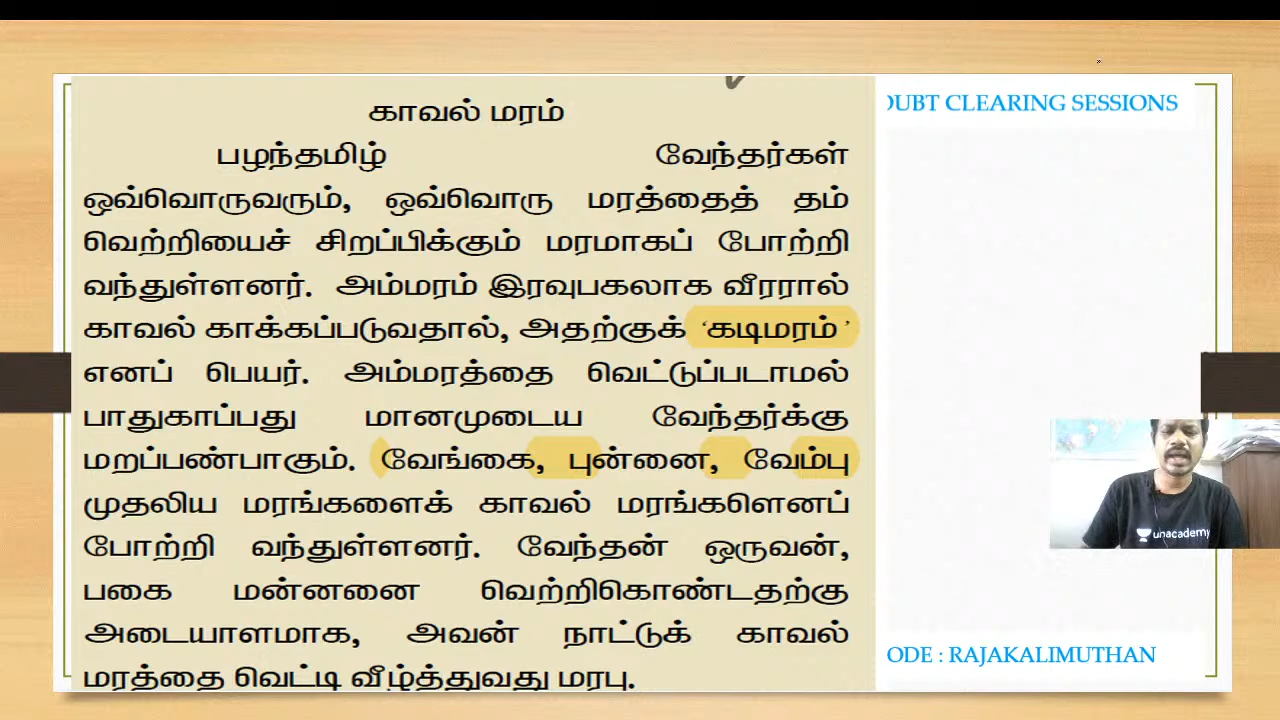 காவல் மரம்
பழந்தமிழ் வேந்தர்கள்
ஒவ்வொருவரும், ஒவ்வொரு மரத்தைத் தம்
வெற்றியைச் சிறப்பிக்கும் மரமாகப் போற்றி
வந்துள்ளனர். அம்மரம் இரவுபகலாக வீரரால்
காவல் காக்கப்படுவதால், அதற்குக் ‘கடிமரம்’
எனப் பெயர். அம்மரத்தை வெட்டுப்படாமல்
பாதுகாப்பது மானமுடைய வேந்தர்க்கு
மறப்பண்பாகும். வேங்கை, புன்னை, வேம்பு
முதலிய மரங்களைக் காவல் மரங்களெனப்
போற்றி வந்துள்ளனர். வேந்தன் ஒருவன்,
பகை மன்னனை வெற்றிகொண்டதற்கு
அடையாளமாக, அவன் நாட்டுக் காவல்
மரத்தை வெட்டி வீழ்த்துவது மரபு.
OUBT CLEARING SESSIONS
unacademy
ODE : RAJAKALIMUTHAN